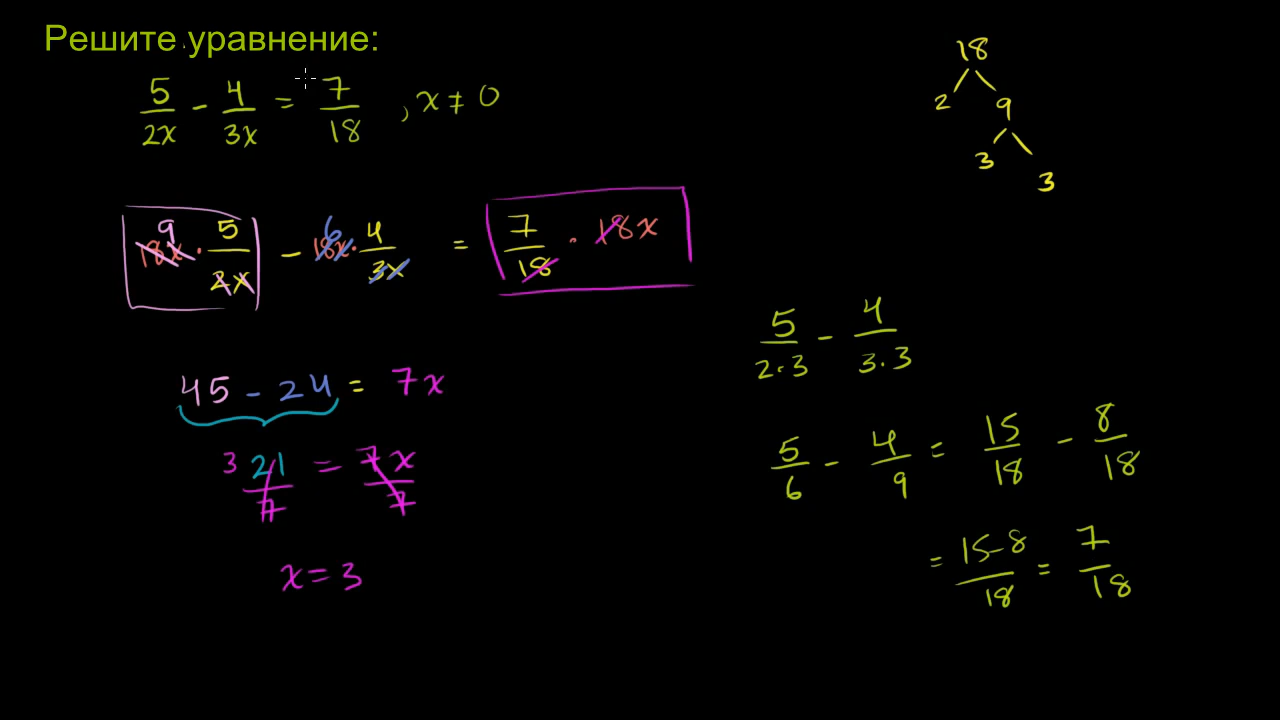 Решите уравнение:
5/2x - 4/3x = 7/18 , x ≠ 0
18x 9 · 5/2x - 18x 6 · 4/3x = 7/18 · 18x
45 - 24 = 7x
3 21/7 = 7x/7
x = 3
18
2 9
3 3
5/2·3 - 4/3·3
5/6 - 4/9 = 15/18 - 8/18
= 15-8/18 = 7/18